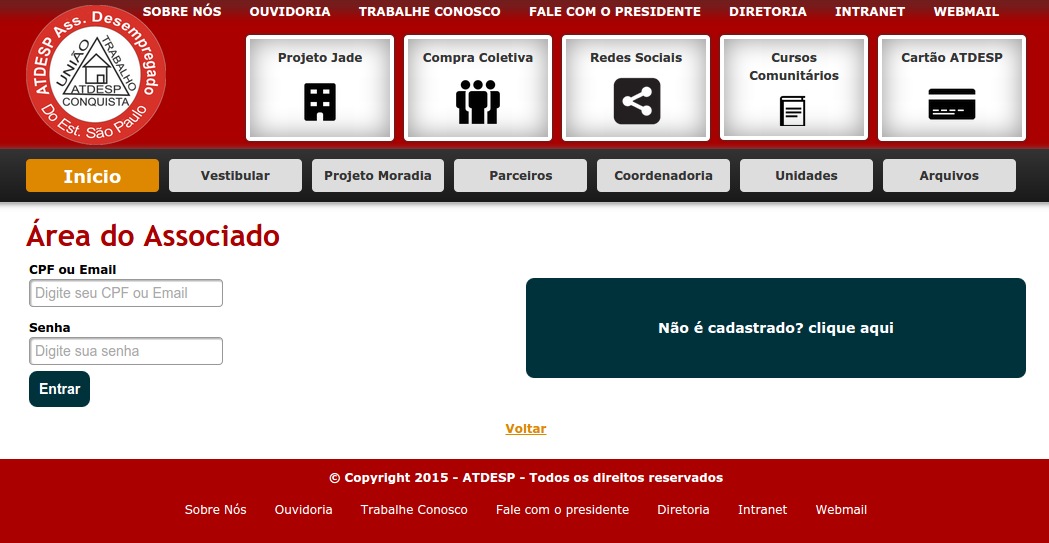 SOBRE NÓS OUVIDORIA TRABALHE CONOSCO FALE COM O PRESIDENTE DIRETORIA INTRANET WEBMAIL
ATDESP Ass. Desempregado
Do Est. São Paulo
UNIÃO
TRABALHO
ATDESP
CONQUISTA
Projeto Jade
Compra Coletiva
Redes Sociais
Cursos
Comunitários
Cartão ATDESP
Início Vestibular Projeto Moradia Parceiros Coordenadoria Unidades Arquivos
Área do Associado
CPF ou Email
Digite seu CPF ou Email
Senha
Digite sua senha
Entrar
Não é cadastrado? clique aqui
Voltar
© Copyright 2015 - ATDESP - Todos os direitos reservados
Sobre Nós Ouvidoria Trabalhe Conosco Fale com o presidente Diretoria Intranet Webmail